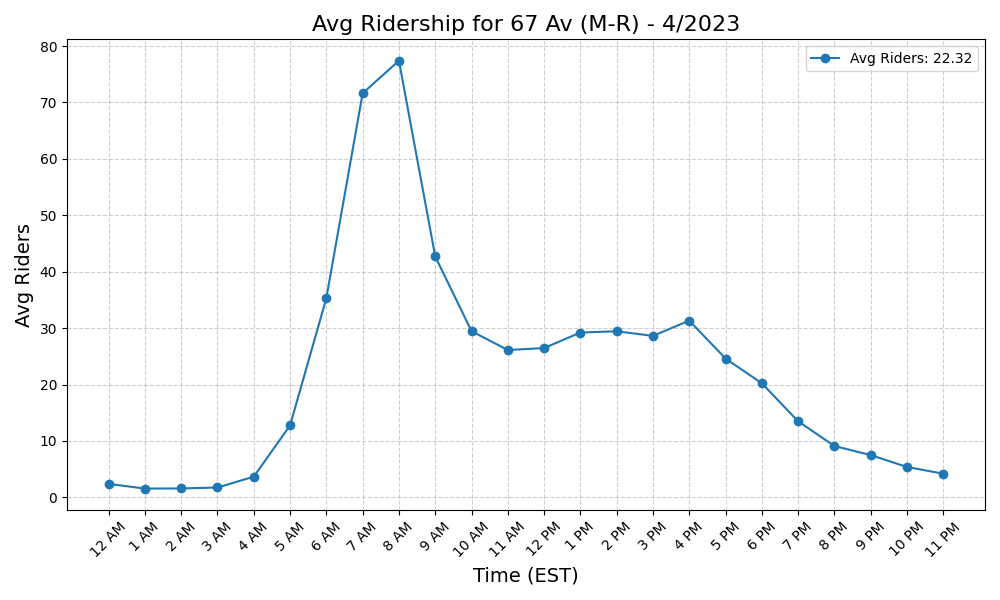 Avg Ridership for 67 Av (M-R) - 4/2023
Avg Riders: 22.32
Avg Riders
80
70
60
50
40
30
20
10
0
12 AM
1 AM
2 AM
3 AM
4 AM
5 AM
6 AM
7 AM
8 AM
9 AM
10 AM
11 AM
12 PM
1 PM
2 PM
3 PM
4 PM
5 PM
6 PM
7 PM
8 PM
9 PM
10 PM
11 PM
Time (EST)